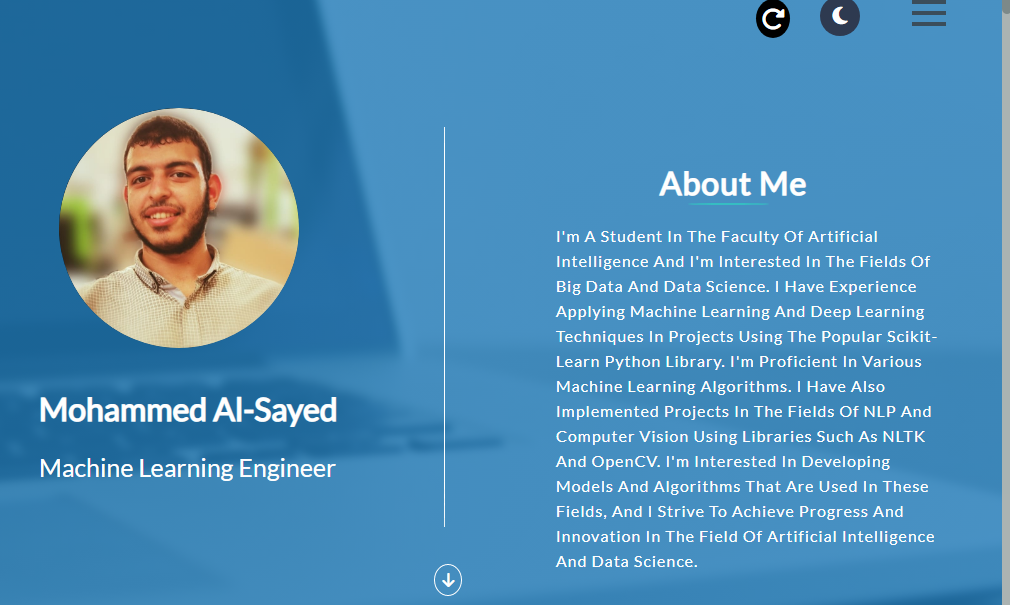 About Me
I'm A Student In The Faculty Of Artificial
Intelligence And I'm Interested In The Fields Of
Big Data And Data Science. I Have Experience
Applying Machine Learning And Deep Learning
Techniques In Projects Using The Popular Scikit-
Learn Python Library. I'm Proficient In Various
Machine Learning Algorithms. I Have Also
Implemented Projects In The Fields Of NLP And
Computer Vision Using Libraries Such As NLTK
And OpenCV. I'm Interested In Developing
Models And Algorithms That Are Used In These
Fields, And I Strive To Achieve Progress And
Innovation In The Field Of Artificial Intelligence
And Data Science.
Mohammed Al-Sayed
Machine Learning Engineer